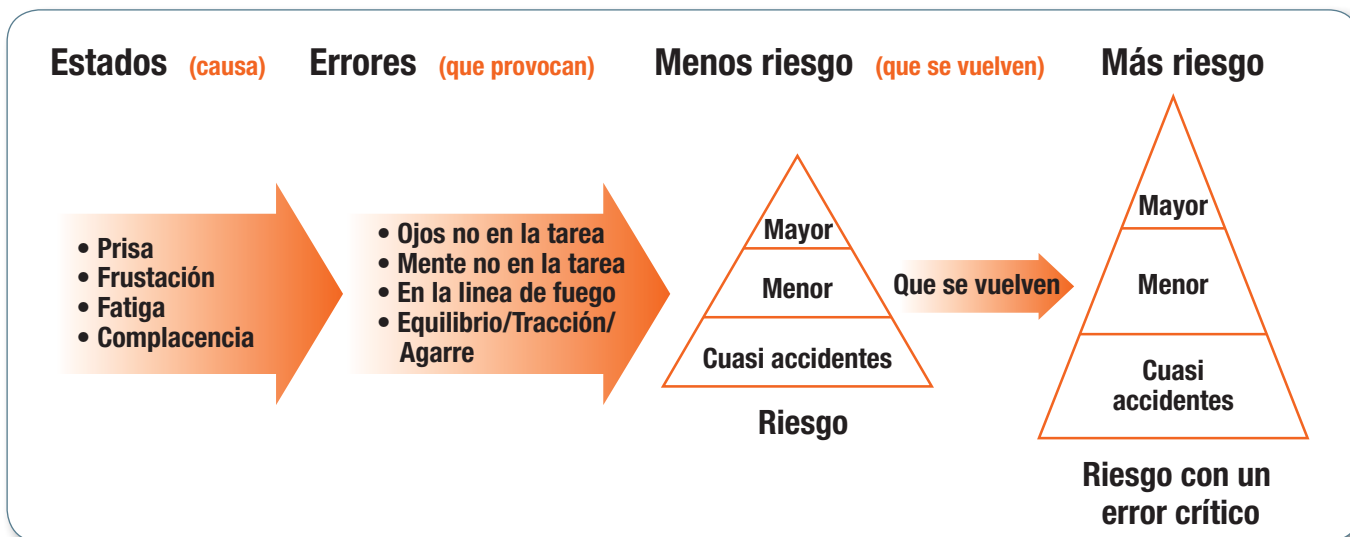 Estados (causa) Errores (que provocan) Menos riesgo (que se vuelven) Más riesgo
• Prisa
• Frustación
• Fatiga
• Complacencia
• Ojos no en la tarea
• Mente no en la tarea
• En la linea de fuego
• Equilibrio/Tracción/
Agarre
Mayor
Menor
Cuasi accidentes
Riesgo
Que se vuelven
Mayor
Menor
Cuasi
accidentes
Riesgo con un
error crítico